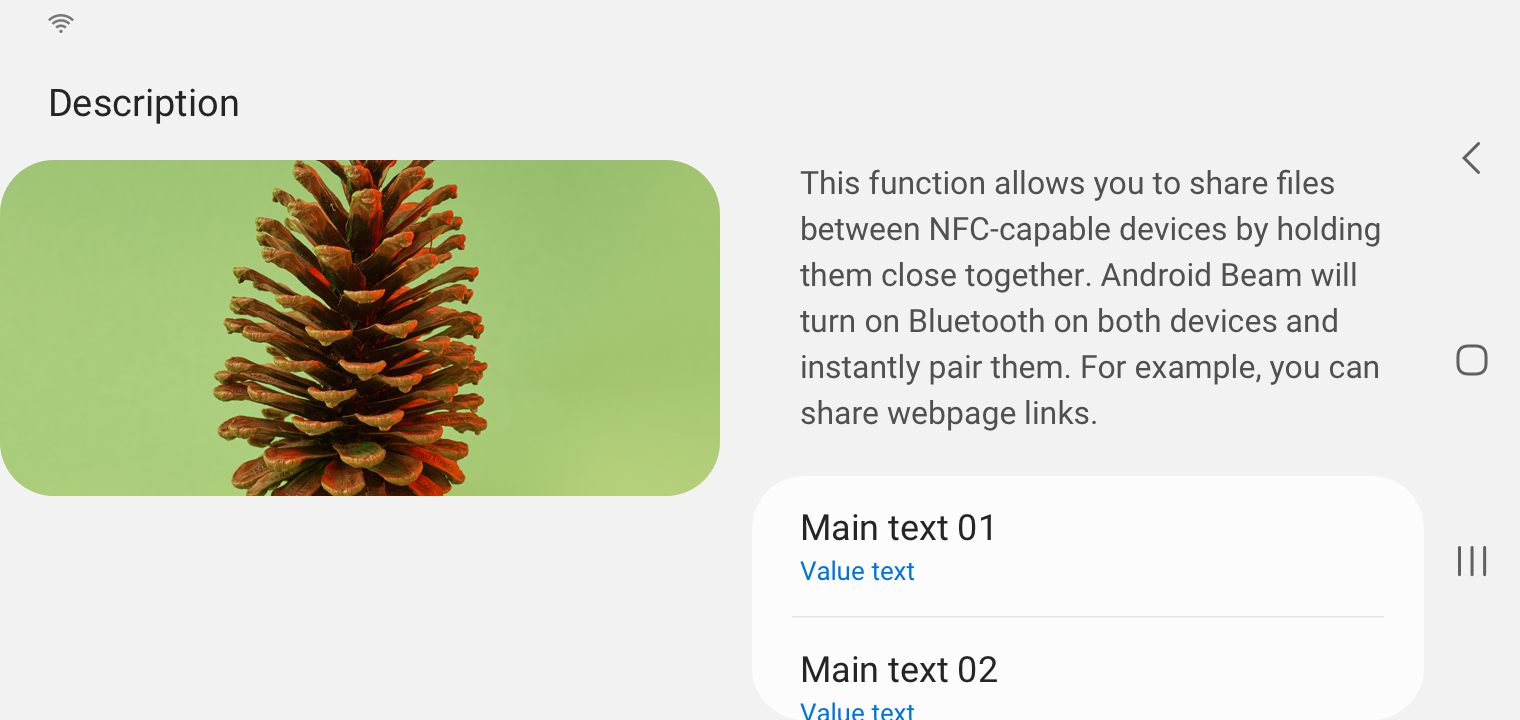 Description
This function allows you to share files
between NFC-capable devices by holding
them close together. Android Beam will
turn on Bluetooth on both devices and
instantly pair them. For example, you can
share webpage links.
Main text 01
Value text
Main text 02
Value text